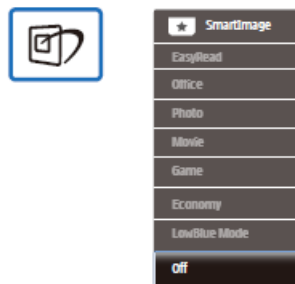 SmartImage
EasyRead
Office
Photo
Movie
Game
Economy
LowBlue Mode
Off